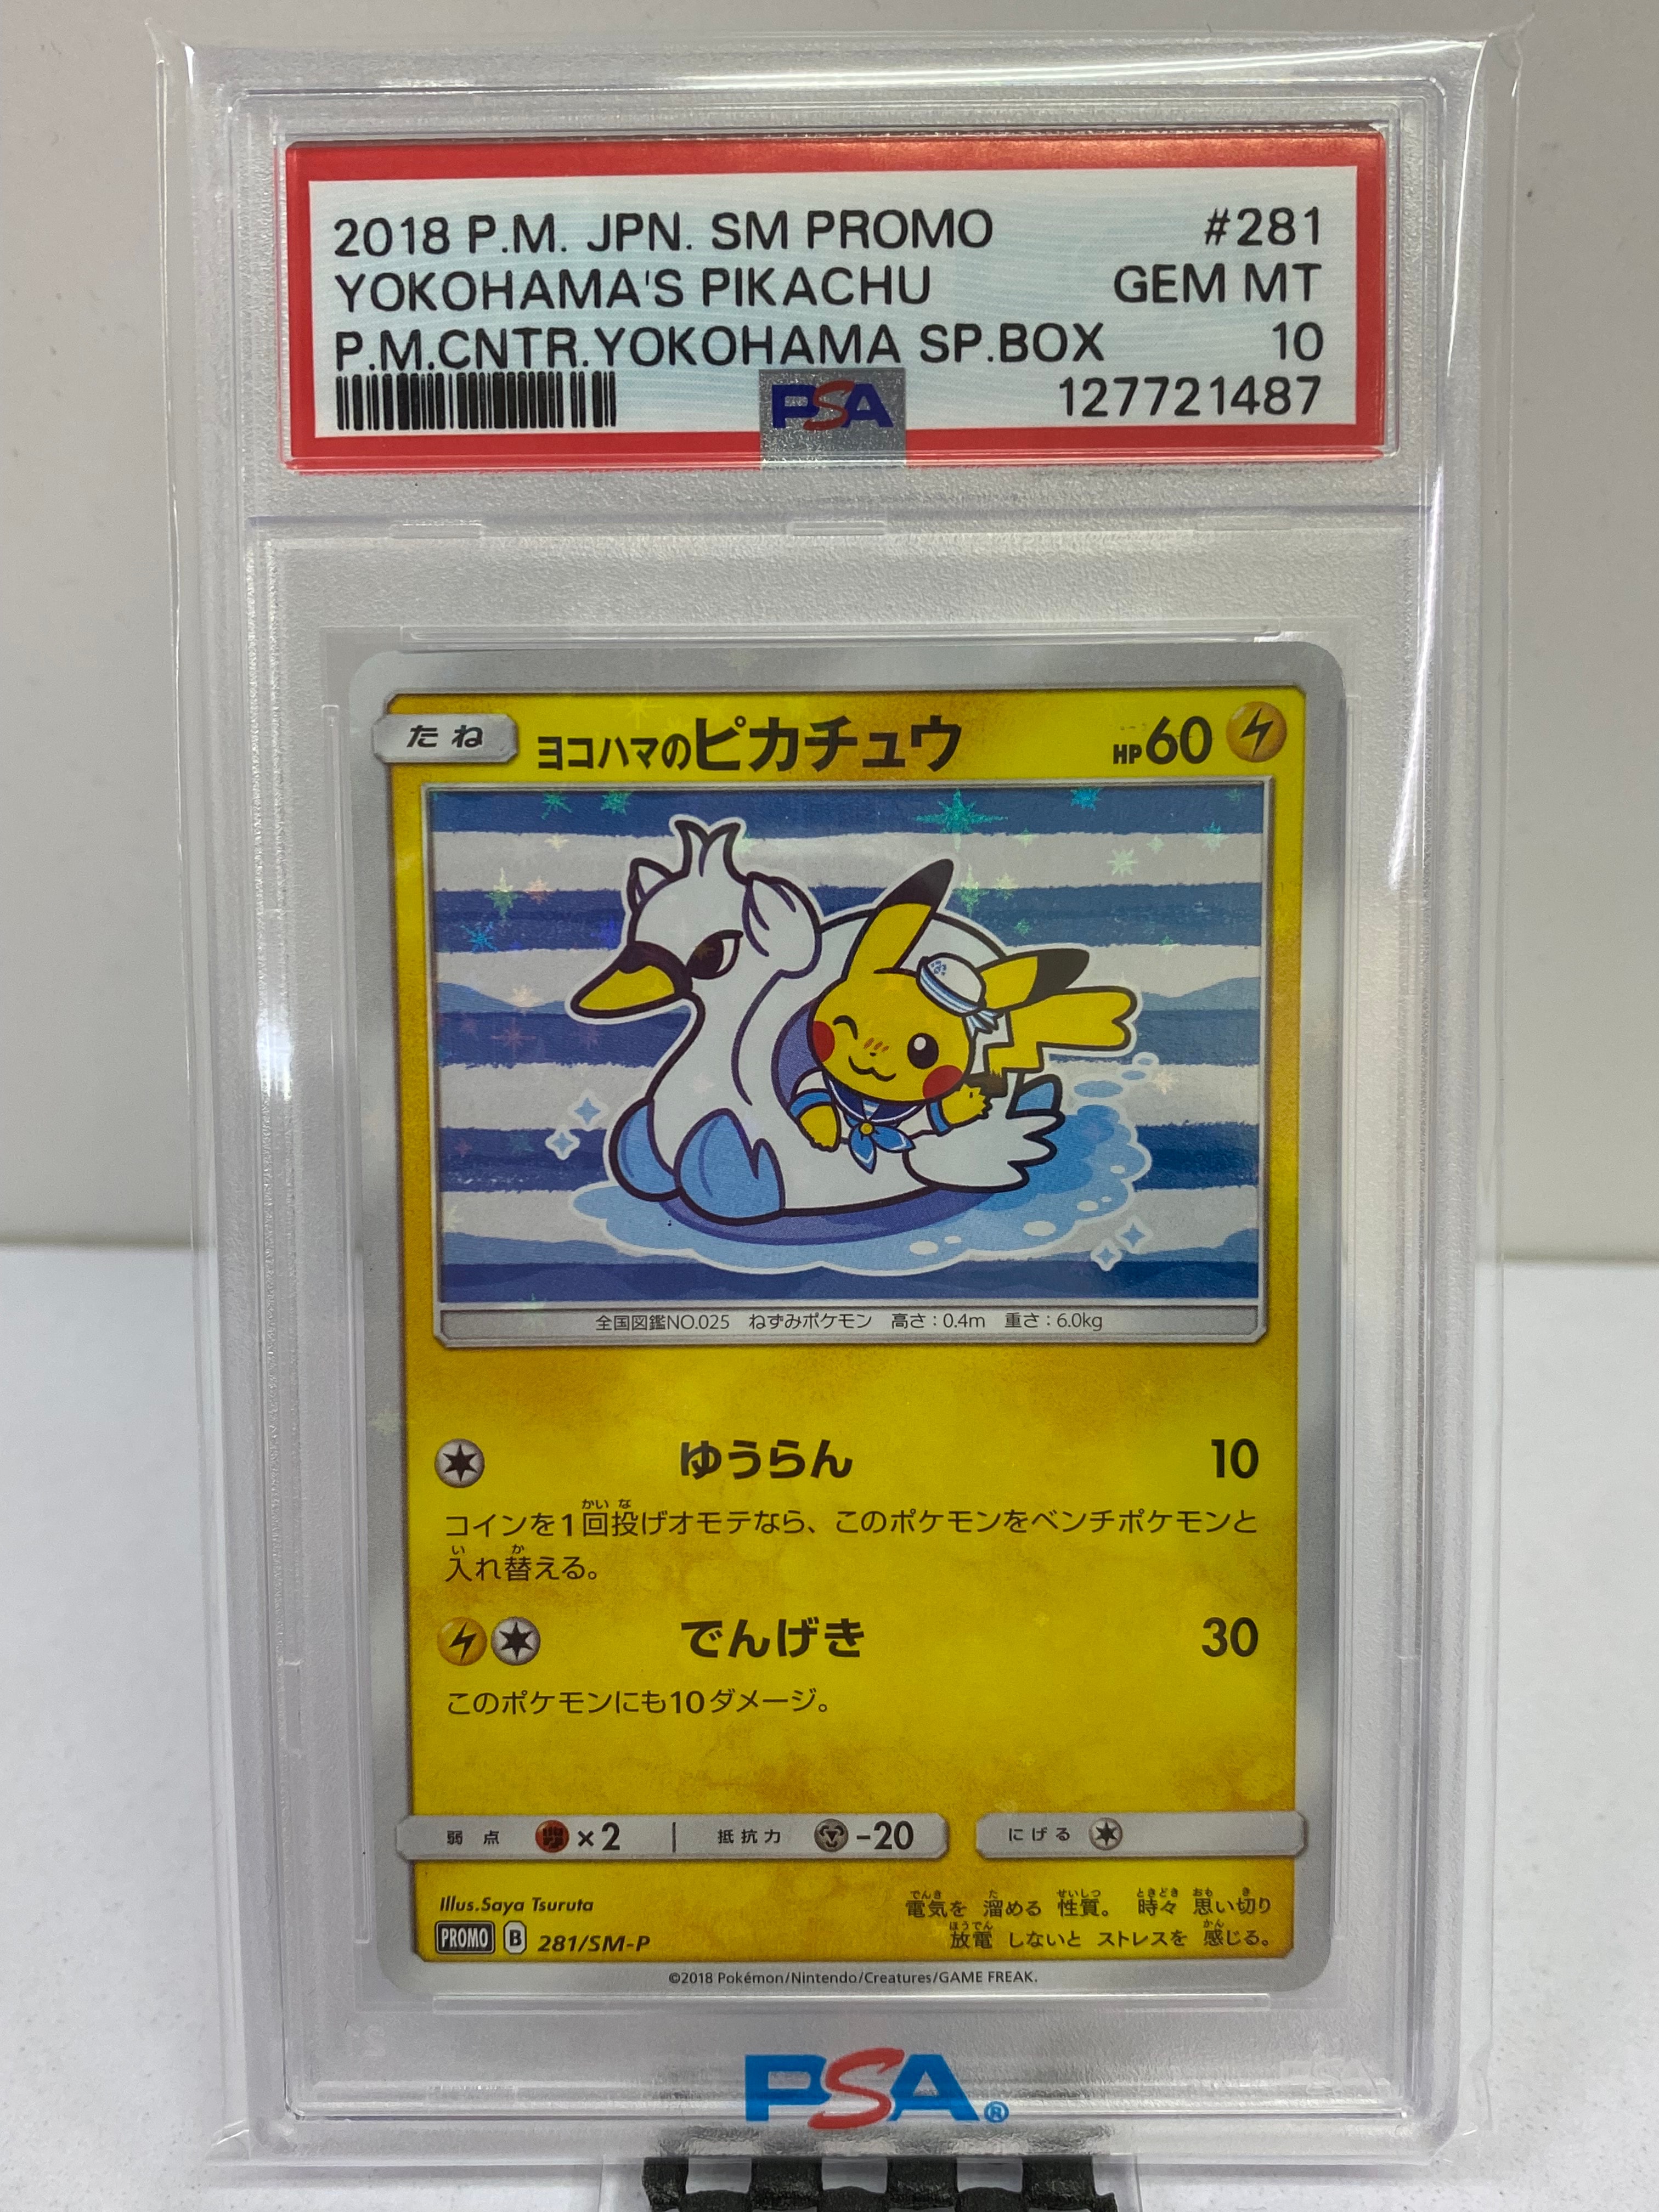 2018 P.M. JPN. SM PROMO #281
YOKOHAMA'S PIKACHU GEM MT
P.M.CNTR.YOKOHAMA SP.BOX 10
PSA 127721487
たね ヨコハマのピカチュウ HP60
全国図鑑NO.025 ねずみポケモン 高さ:0.4m 重さ:6.0kg
ゆうらん 10
コインを1回投げオモテなら、このポケモンをベンチポケモンと
入れ替える。
でんげき 30
このポケモンにも10ダメージ。
弱点 ×2 抵抗力 -20 にげる
Illus.Saya Tsuruta
PROMO B 281/SM-P
電気を 溜める 性質。 時々 思い切り
放電 しないと ストレスを 感じる。
©2018 Pokémon/Nintendo/Creatures/GAME FREAK.
PSA®